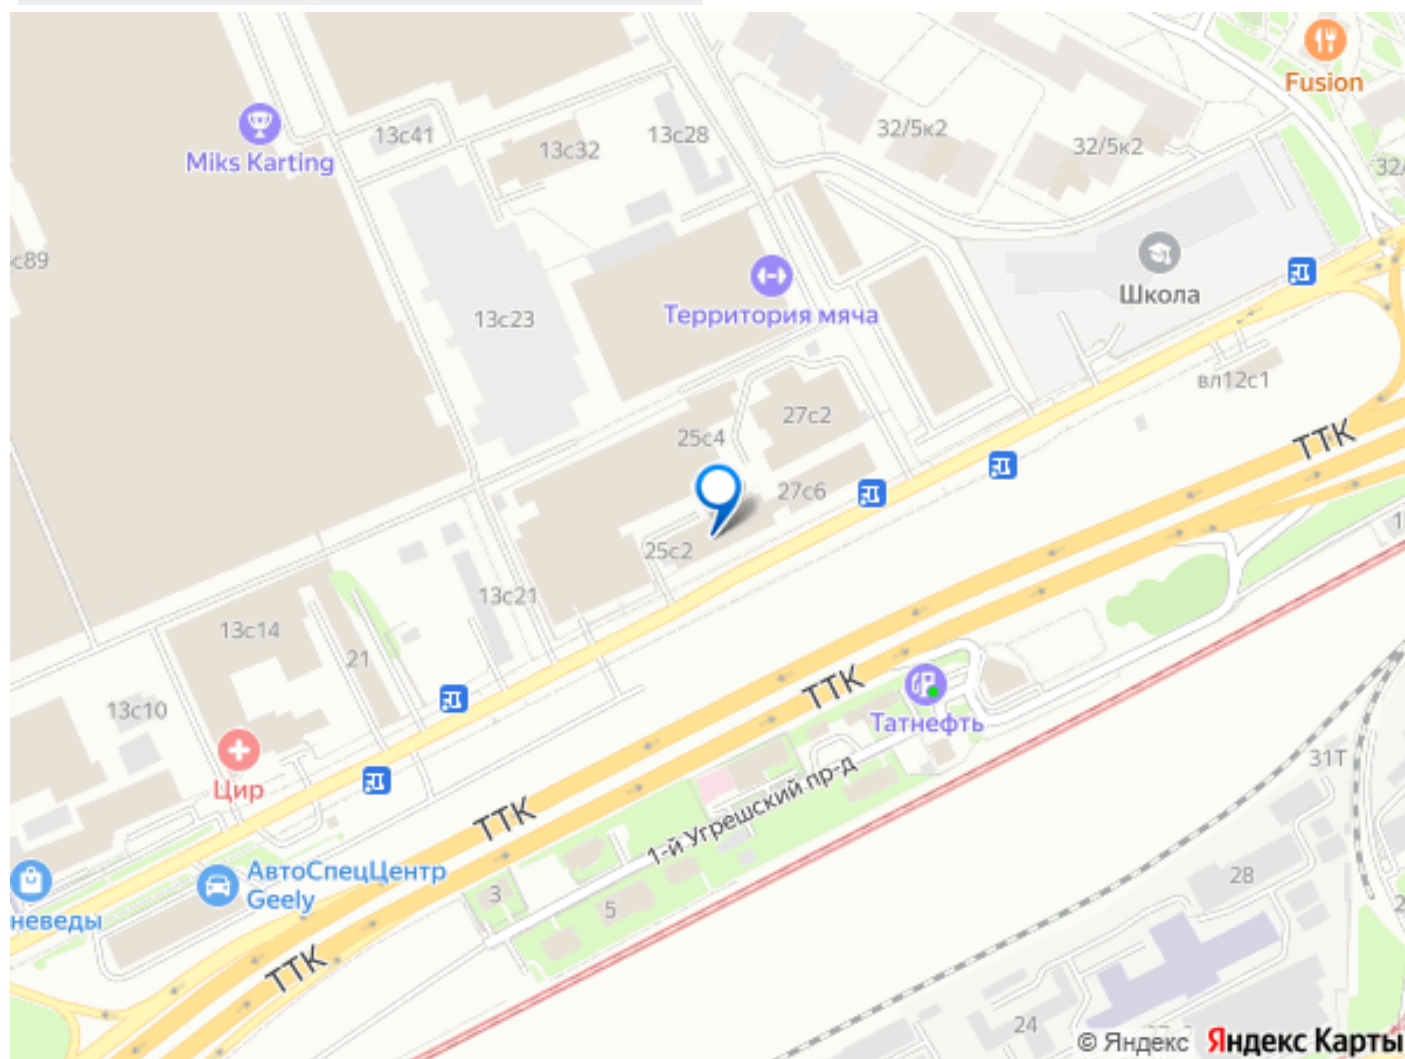 Fusion
Miks Karting
13с41
13с32
13с28
32/5к2
32/5к2
32/
с89
13с23
Территория мяча
Школа
вл12с1
27с2
25с4
ТТК
27с6
25с2
13с21
13с14
21
13с10
Цир
ТТК
Татнефть
31Т
ТТК
1-й Угрешский пр-д
АвтоСпецЦентр
Geely
неведы
3
5
28
ТТК
24
© Яндекс
Яндекс Карты